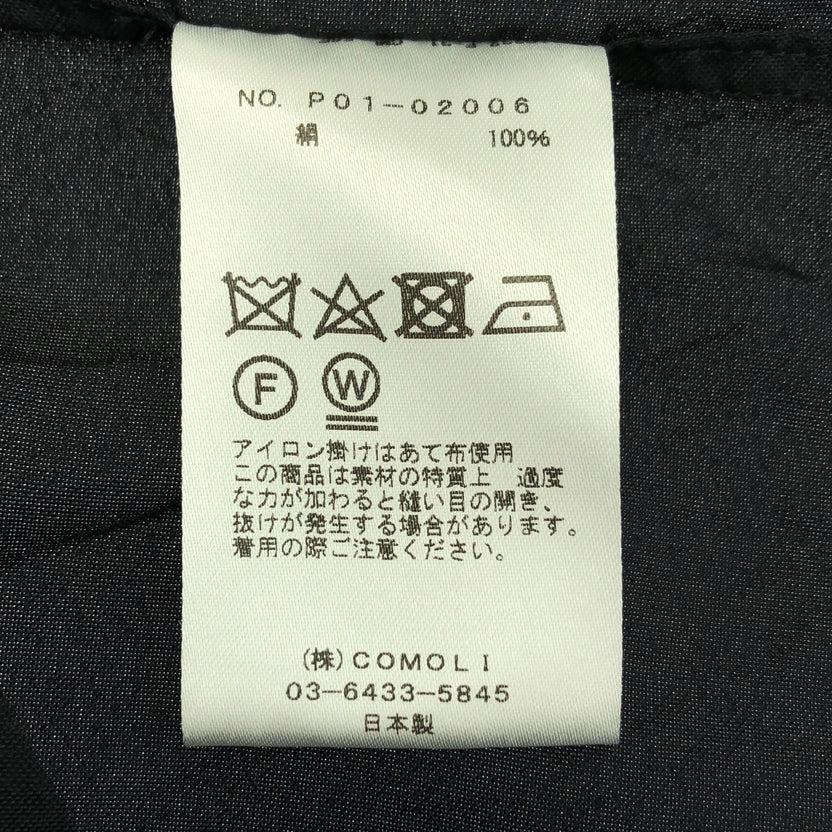 NO. P01-02006
絹 100%
F W
アイロン掛けはあて布使用
この商品は素材の特質上 過度
な力が加わると縫い目の開き、
抜けが発生する場合があります。
着用の際ご注意ください。
(株)COMOLI
03-6433-5845
日本製